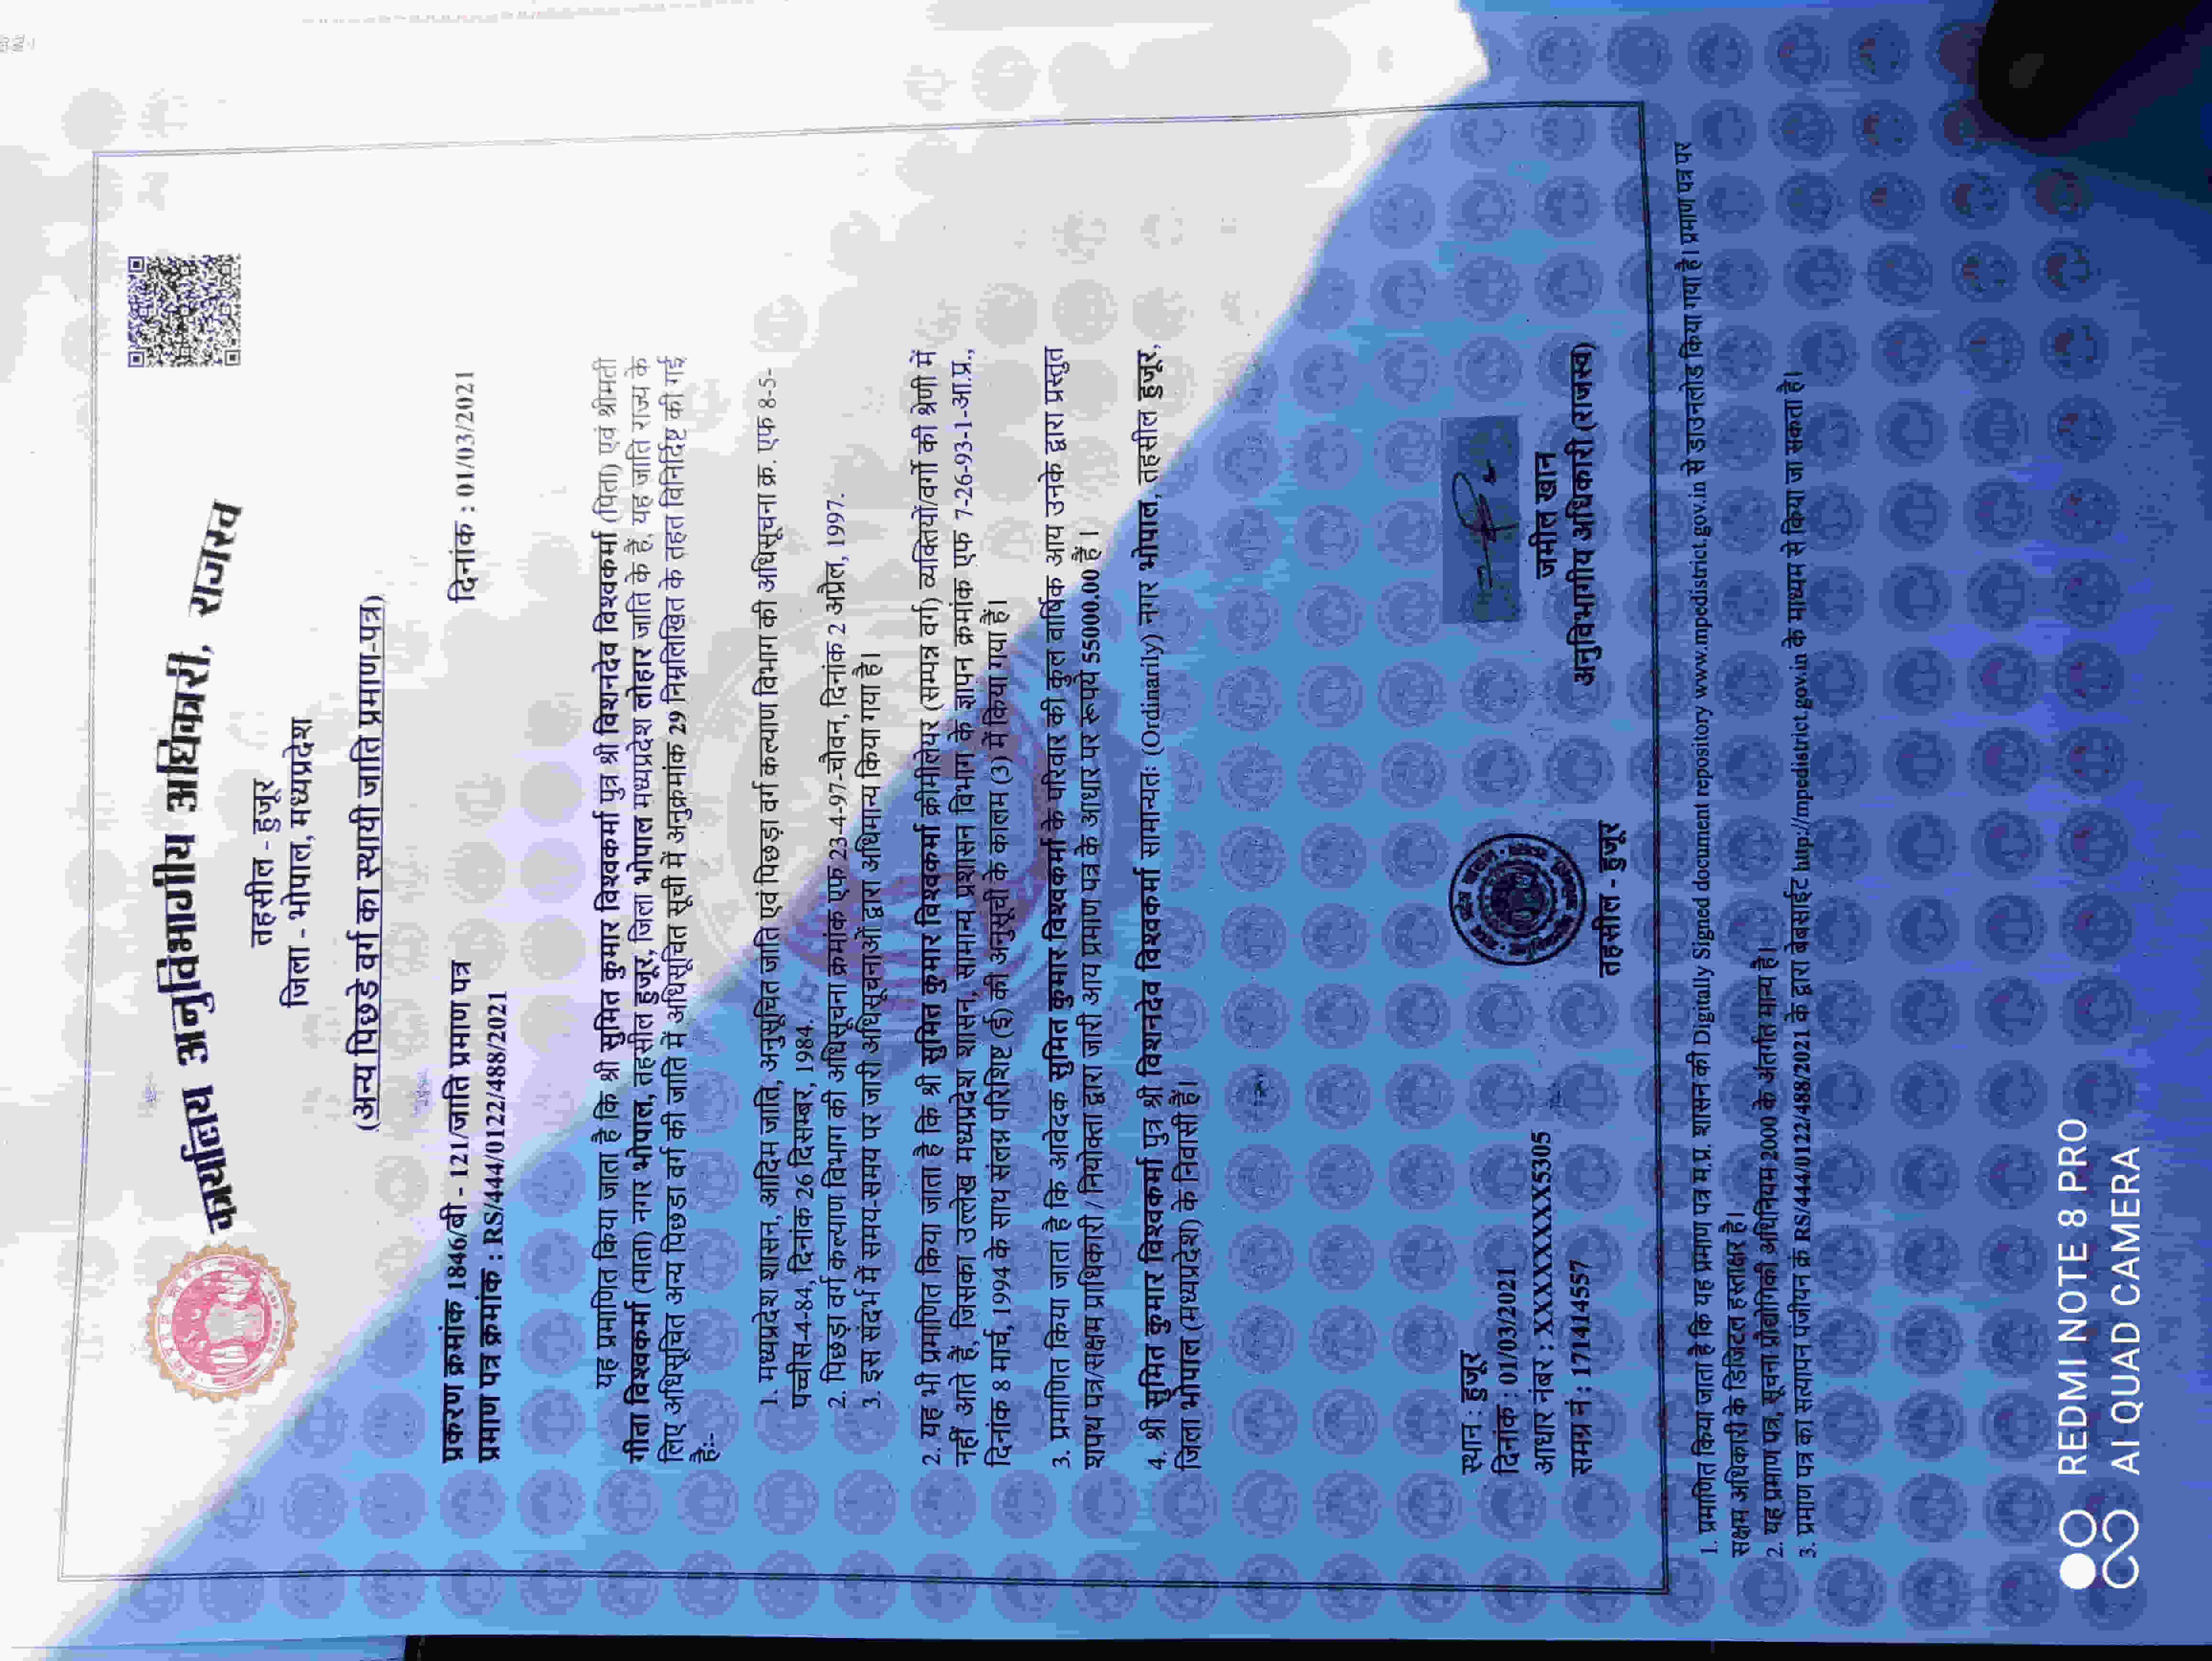 कार्यालय अनुविभागीय अधिकारी, राजस्व
तहसील - हुजूर
जिला - भोपाल, मध्यप्रदेश
(अन्य पिछडे वर्ग का स्थायी जाति प्रमाण-पत्र)
प्रकरण क्रमांक 1846/बी - 121/जाति प्रमाण पत्र
दिनांक : 01/03/2021
प्रमाण पत्र क्रमांक : RS/444/0122/488/2021
यह प्रमाणित किया जाता है कि श्री सुमित कुमार विश्वकर्मा पुत्र श्री विशनदेव विश्वकर्मा (पिता) एवं श्रीमती
गीता विश्वकर्मा (माता) नगर भोपाल, तहसील हुजूर, जिला भोपाल मध्यप्रदेश लोहार जाति के हैं, यह जाति राज्य के
लिए अधिसूचित अन्य पिछडा वर्ग की जाति में अधिसूचित सूची में अनुक्रमांक 29 निम्नलिखित के तहत विनिर्दिष्ट की गई
है:-
1. मध्यप्रदेश शासन, आदिम जाति, अनुसूचित जाति एवं पिछड़ा वर्ग कल्याण विभाग की अधिसूचना क्र. एफ 8-5-
पच्चीस-4-84, दिनांक 26 दिसम्बर, 1984.
2. पिछड़ा वर्ग कल्याण विभाग की अधिसूचना क्रमांक एफ 23-4-97-चौवन, दिनांक 2 अप्रैल, 1997.
3. इस संदर्भ में समय-समय पर जारी अधिसूचनाओं द्वारा अधिमान्य किया गया है।
2. यह भी प्रमाणित किया जाता है कि श्री सुमित कुमार विश्वकर्मा क्रीमीलेयर (सम्पन्न वर्ग) व्यक्तियों/वर्गो की श्रेणी में
नहीं आते हैं, जिसका उल्लेख मध्यप्रदेश शासन, सामान्य प्रशासन विभाग के ज्ञापन क्रमांक एफ 7-26-93-1-आ.प्र.,
दिनांक 8 मार्च, 1994 के साथ संलग्न परिशिष्ट (ई) की अनुसूची के कालम (3) में किया गया हैं।
3. प्रमाणित किया जाता है कि आवेदक सुमित कुमार विश्वकर्मा के परिवार की कुल वार्षिक आय उनके द्वारा प्रस्तुत
शपथ पत्र/सक्षम प्राधिकारी / नियोक्ता द्वारा जारी आय प्रमाण पत्र के आधार पर रूपये 55000.00 हैं ।
4. श्री सुमित कुमार विश्वकर्मा पुत्र श्री विशनदेव विश्वकर्मा सामान्यतः (Ordinarily) नगर भोपाल, तहसील हुजूर,
जिला भोपाल (मध्यप्रदेश) के निवासी हैं।
स्थान : हुजूर
दिनांक : 01/03/2021
आधार नंबर : XXXXXXXX5305
समग्र नं : 171414557
तहसील - हुजूर
जमील खान
अनुविभागीय अधिकारी (राजस्व)
1. प्रमाणित किया जाता है कि यह प्रमाण पत्र म.प्र. शासन की Digitally Signed document repository www.mpedistrict.gov.in से डाउनलोड किया गया है। प्रमाण पत्र पर
सक्षम अधिकारी के डिजिटल हस्ताक्षर है।
2. यह प्रमाण पत्र, सूचना प्रौद्योगिकी अधिनियम 2000 के अंतर्गत मान्य है।
3. प्रमाण पत्र का सत्यापन पंजीयन क्रं RS/444/0122/488/2021 के द्वारा वेबसाईट http://mpedistrict.gov.in के माध्यम से किया जा सकता है।
REDMI NOTE 8 PRO
AI QUAD CAMERA